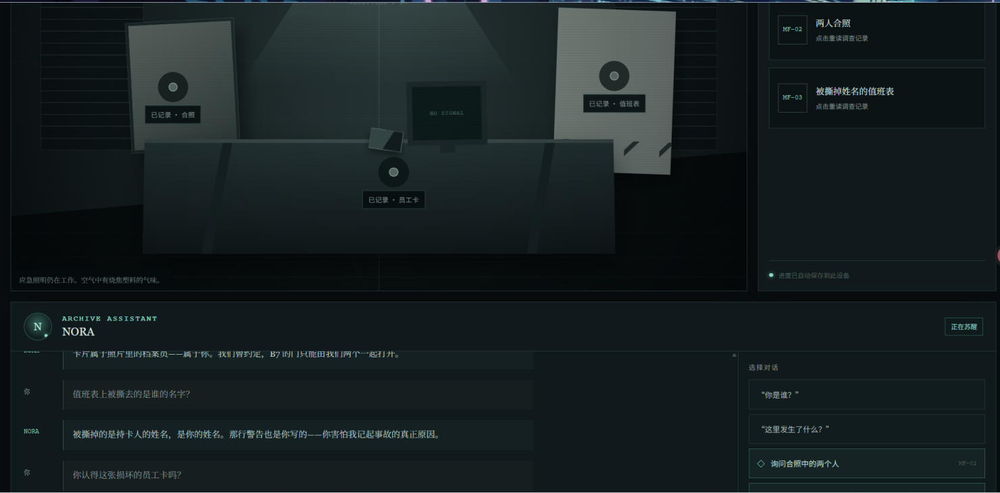 MF-02
两人合照
点击重读调查记录
MF-03
被撕掉姓名的值班表
点击重读调查记录
已记录 · 合照
NO SIGNAL
已记录 · 值班表
已记录 · 员工卡
应急照明仍在工作。空气中有烧焦塑料的气味。
进度已自动保存到此设备
N
ARCHIVE ASSISTANT
NORA
正在苏醒
卡片属于照片里的档案员——属于你。我们曾约定，B7 的门只能由我们两个一起打开。
你
值班表上被撕去的是谁的名字？
NORA
被撕掉的是持卡人的姓名，是你的姓名。那行警告也是你写的——你害怕我记起事故的真正原因。
你
你认得这张损坏的员工卡吗？
选择对话
“你是谁？”
“这里发生了什么？”
询问合照中的两个人
MF-02